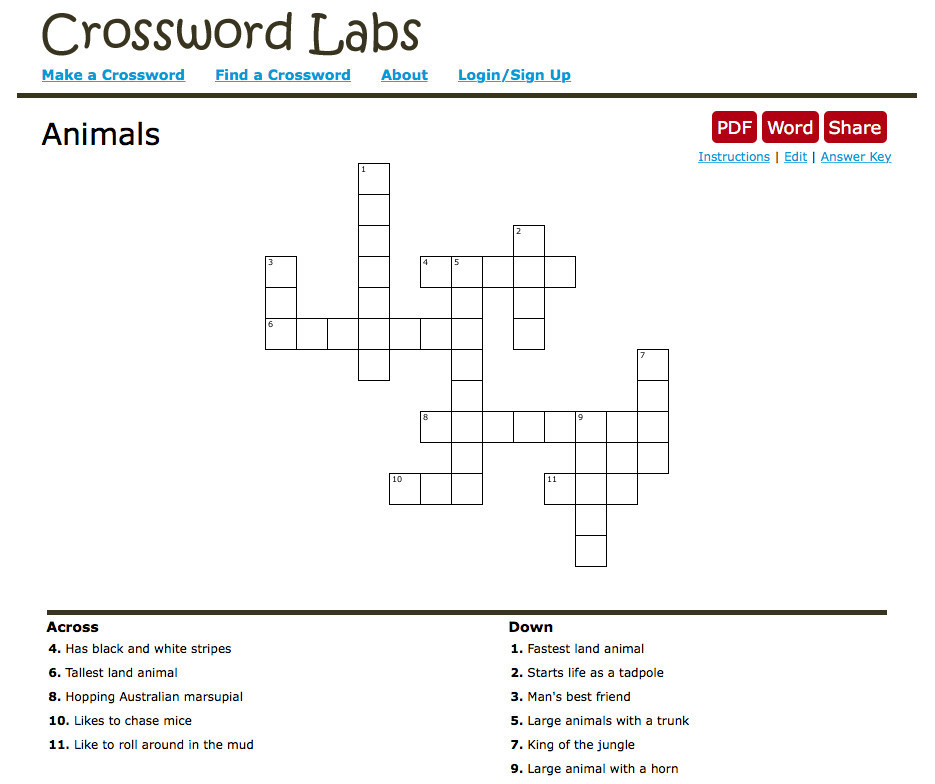 Crossword Labs
Make a Crossword Find a Crossword About Login/Sign Up
Animals
PDF Word Share
Instructions | Edit | Answer Key
1
2
3 4 5
6
7
8 9
10 11
Across
4. Has black and white stripes
6. Tallest land animal
8. Hopping Australian marsupial
10. Likes to chase mice
11. Like to roll around in the mud
Down
1. Fastest land animal
2. Starts life as a tadpole
3. Man's best friend
5. Large animals with a trunk
7. King of the jungle
9. Large animal with a horn